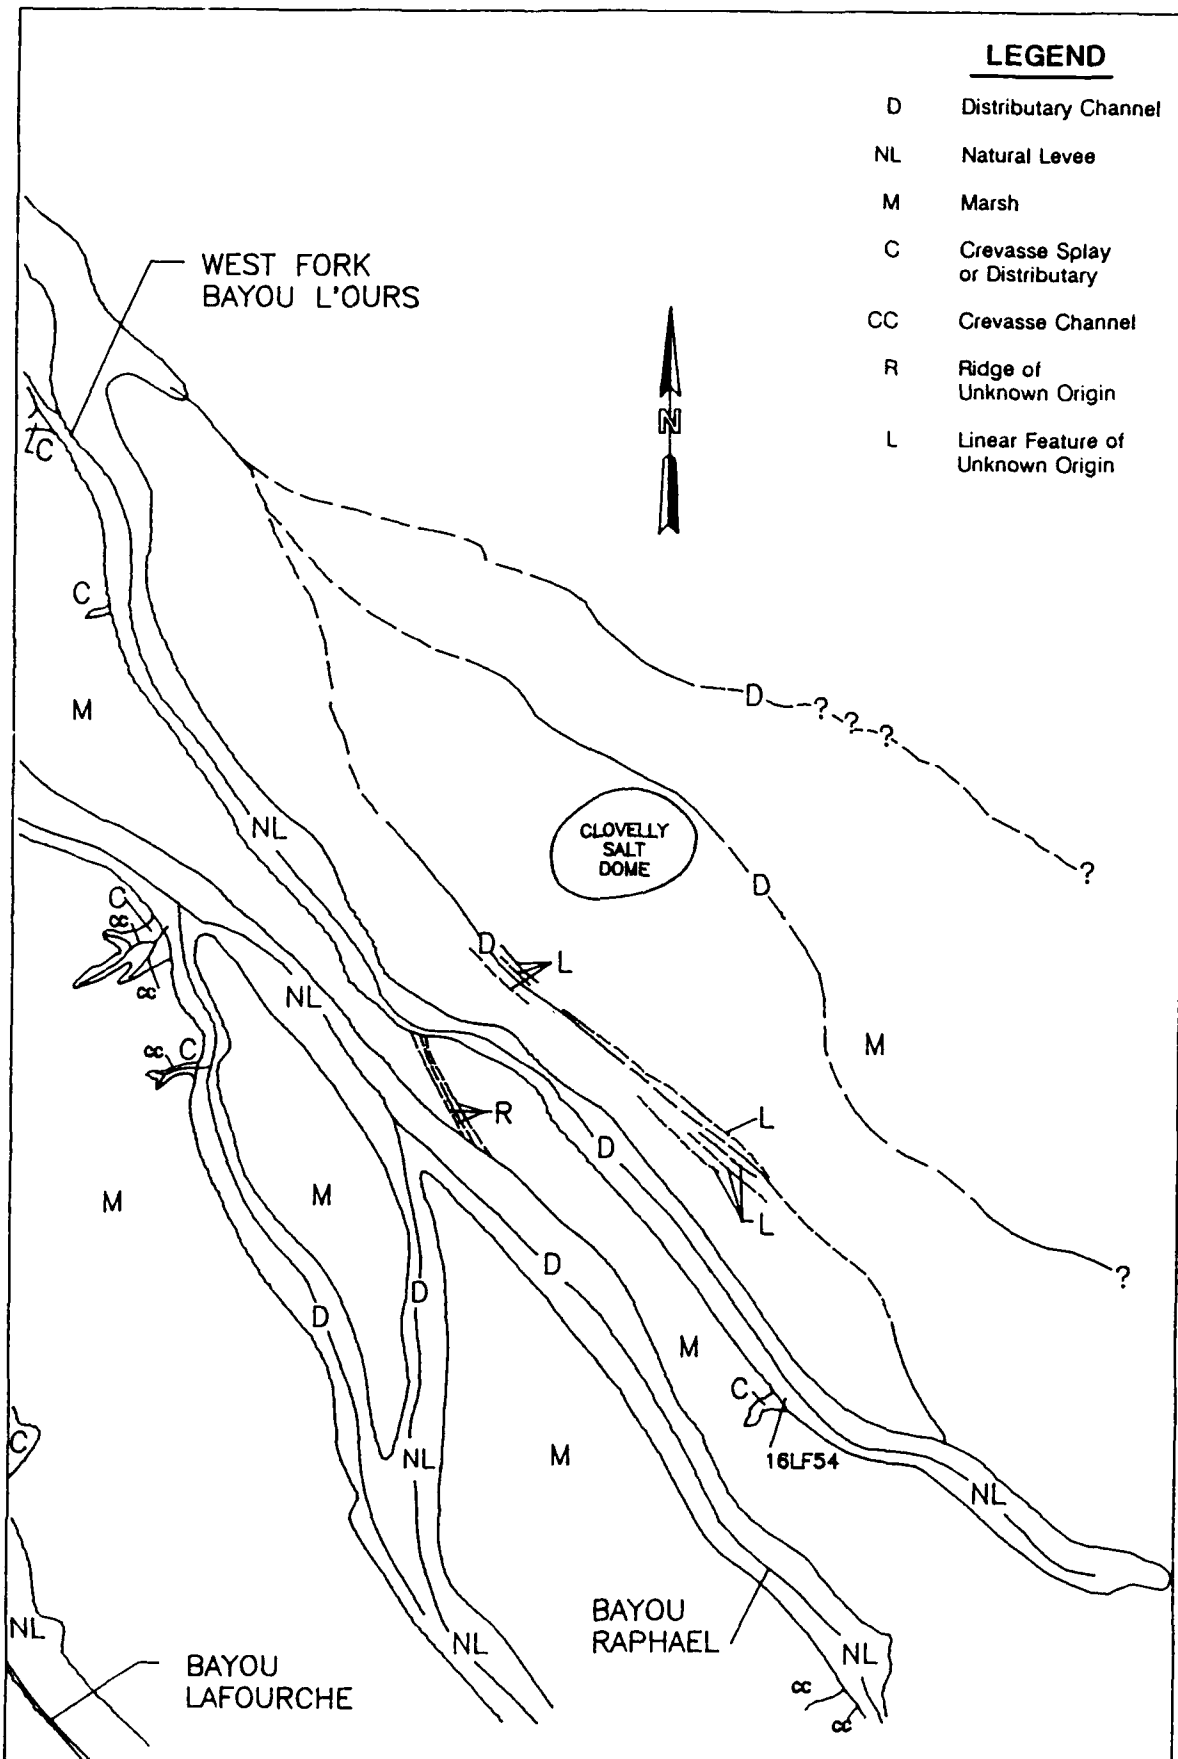 LEGEND
D Distributary Channel
NL Natural Levee
M Marsh
C Crevasse Splay
or Distributary
CC Crevasse Channel
R Ridge of
Unknown Origin
L Linear Feature of
Unknown Origin
WEST FORK
BAYOU L'OURS
N
C
C
M
D
?
?
?
NL
CLOVELLY
SALT
DOME
?
D
C
CC
D
L
NL
CC
M
CC
C
R
L
D
M
M
L
D
?
D
D
M
C
C
NL
M
16LF54
NL
BAYOU
RAPHAEL
NL
NL
NL
BAYOU
LAFOURCHE
CC
CC